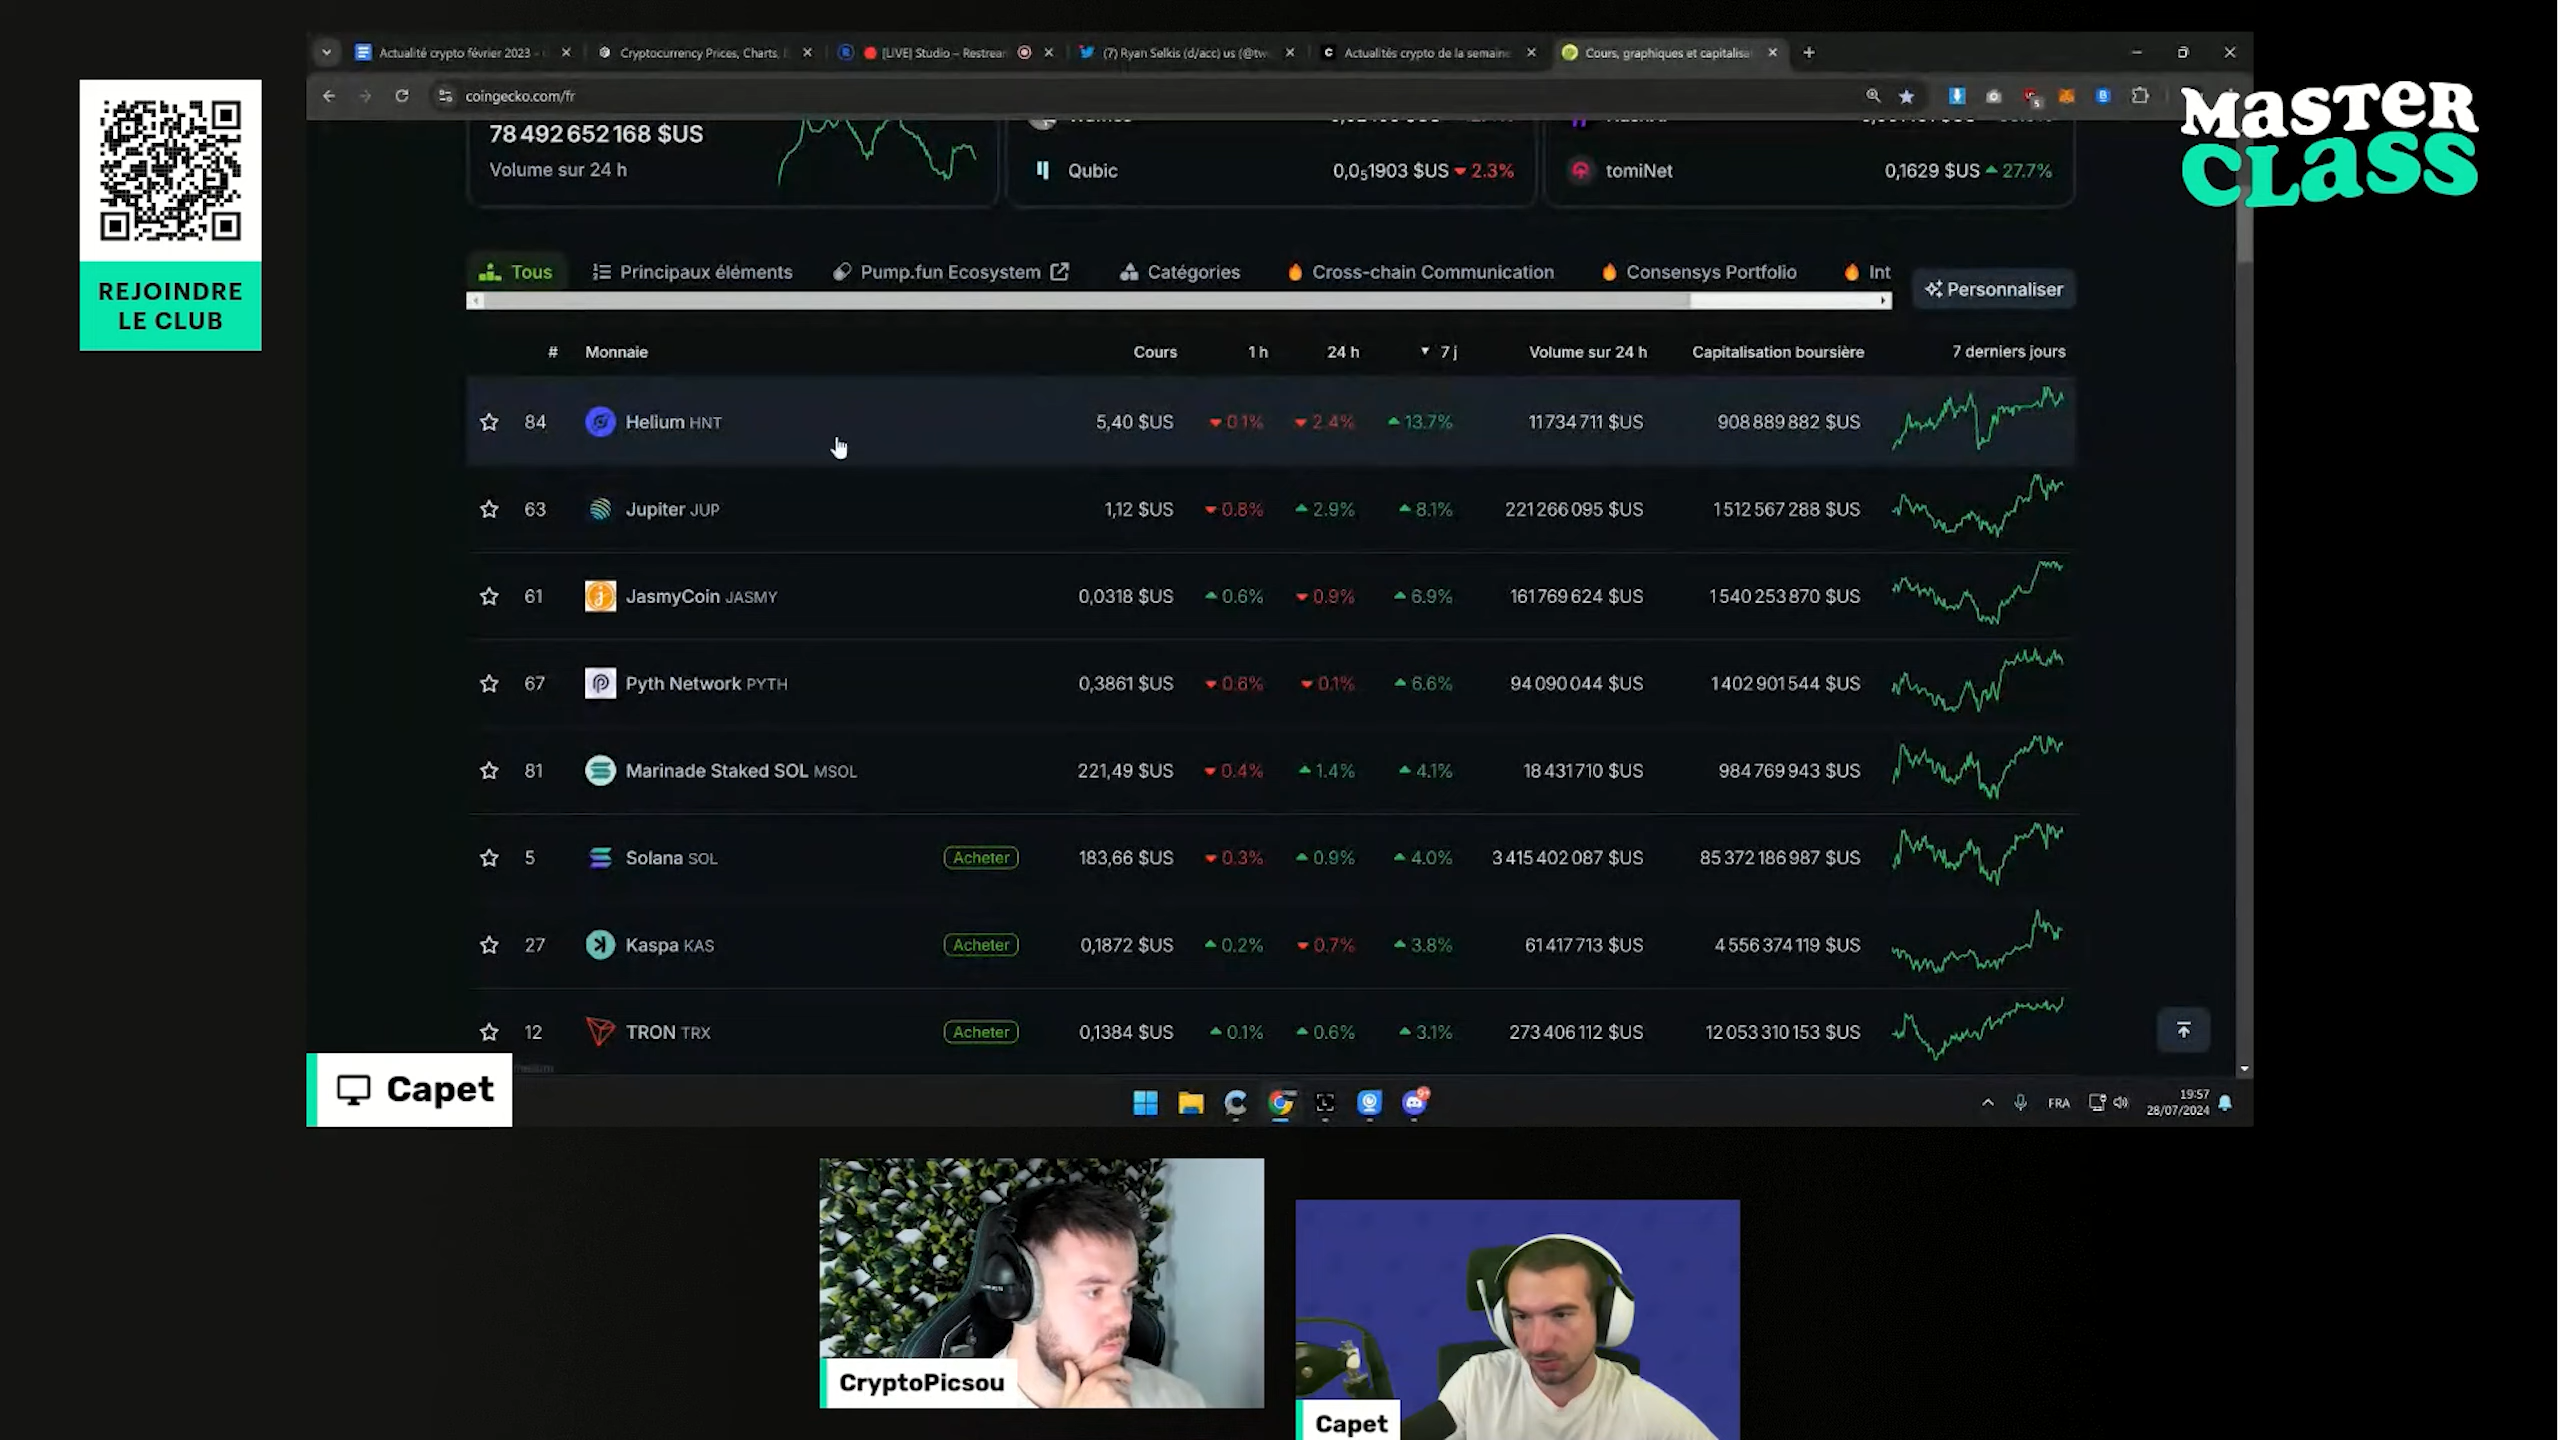 Actualité crypto février 2023 -
Cryptocurrency Prices, Charts,
[LIVE] Studio – Restrear
(7) Ryan Selkis (d/acc) us (@tw
Actualités crypto de la semaine
Cours, graphiques et capitalisa
coingecko.com/fr
MASTER
CLASS
REJOINDRE
LE CLUB
78 492 652 168 $US
Volume sur 24 h
Qubic 0,0₅1903 $US 2.3%
tomiNet 0,1629 $US 27.7%
Tous Principaux éléments Pump.fun Ecosystem Catégories Cross-chain Communication Consensys Portfolio Int Personnaliser
# Monnaie Cours 1 h 24 h 7 j Volume sur 24 h Capitalisation boursière 7 derniers jours
84 Helium HNT 5,40 $US 0.1% 2.4% 13.7% 11 734 711 $US 908 889 882 $US
63 Jupiter JUP 1,12 $US 0.8% 2.9% 8.1% 221 266 095 $US 1 512 567 288 $US
61 JasmyCoin JASMY 0,0318 $US 0.6% 0.9% 6.9% 161 769 624 $US 1 540 253 870 $US
67 Pyth Network PYTH 0,3861 $US 0.6% 0.1% 6.6% 94 090 044 $US 1 402 901 544 $US
81 Marinade Staked SOL MSOL 221,49 $US 0.4% 1.4% 4.1% 18 431 710 $US 984 769 943 $US
5 Solana SOL Acheter 183,66 $US 0.3% 0.9% 4.0% 3 415 402 087 $US 85 372 186 987 $US
27 Kaspa KAS Acheter 0,1872 $US 0.2% 0.7% 3.8% 61 417 713 $US 4 556 374 119 $US
12 TRON TRX Acheter 0,1384 $US 0.1% 0.6% 3.1% 273 406 112 $US 12 053 310 153 $US
Capet
FRA
19:57
28/07/2024
CryptoPicsou
Capet